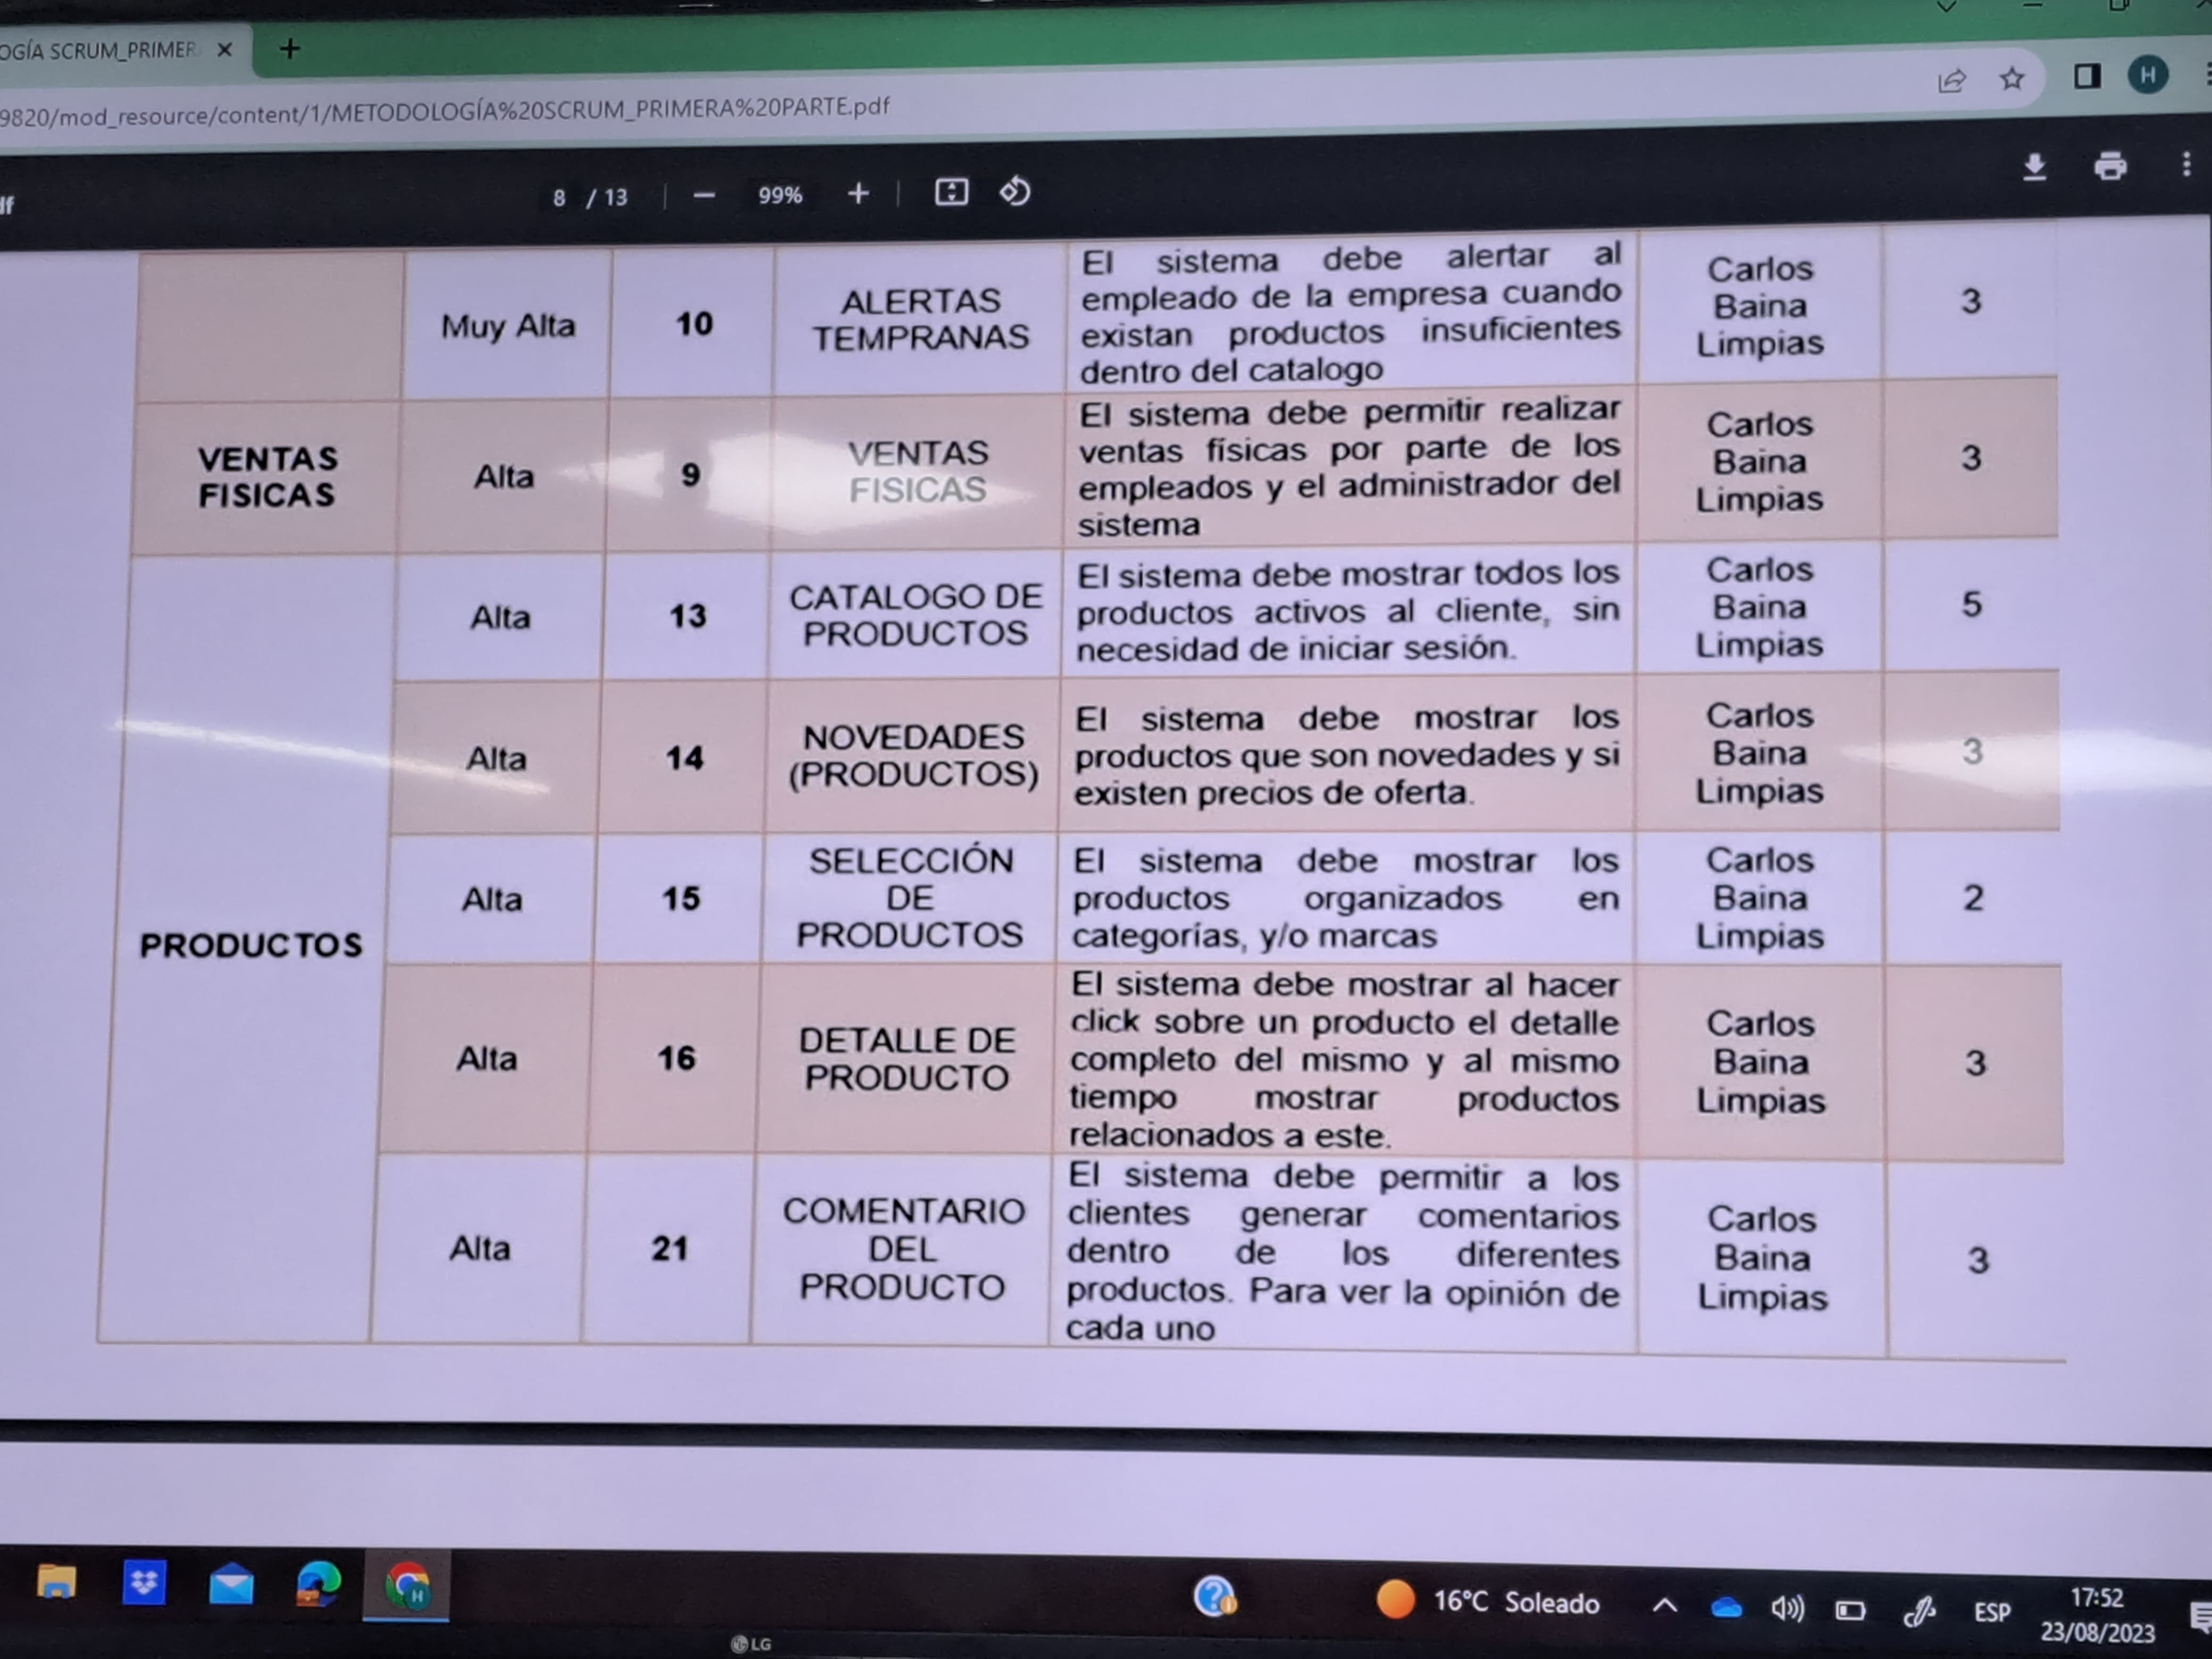 OGÍA SCRUM_PRIMER
H
9820/mod_resource/content/1/METODOLOGÍA%20SCRUM_PRIMERA%20PARTE.pdf
df
8 / 13
99%
Muy Alta
10
ALERTAS
TEMPRANAS
El sistema debe alertar al
empleado de la empresa cuando
existan productos insuficientes
dentro del catalogo
Carlos
Baina
Limpias
3
VENTAS
FISICAS
Alta
9
VENTAS
FISICAS
El sistema debe permitir realizar
ventas físicas por parte de los
empleados y el administrador del
sistema
Carlos
Baina
Limpias
3
PRODUCTOS
Alta
13
CATALOGO DE
PRODUCTOS
El sistema debe mostrar todos los
productos activos al cliente, sin
necesidad de iniciar sesión.
Carlos
Baina
Limpias
5
Alta
14
NOVEDADES
(PRODUCTOS)
El sistema debe mostrar los
productos que son novedades y si
existen precios de oferta.
Carlos
Baina
Limpias
3
Alta
15
SELECCIÓN
DE
PRODUCTOS
El sistema debe mostrar los
productos organizados en
categorías, y/o marcas
Carlos
Baina
Limpias
2
Alta
16
DETALLE DE
PRODUCTO
El sistema debe mostrar al hacer
click sobre un producto el detalle
completo del mismo y al mismo
tiempo mostrar productos
relacionados a este.
Carlos
Baina
Limpias
3
Alta
21
COMENTARIO
DEL
PRODUCTO
El sistema debe permitir a los
clientes generar comentarios
dentro de los diferentes
productos. Para ver la opinión de
cada uno
Carlos
Baina
Limpias
3
H
16°C Soleado
ESP
17:52
23/08/2023
LG